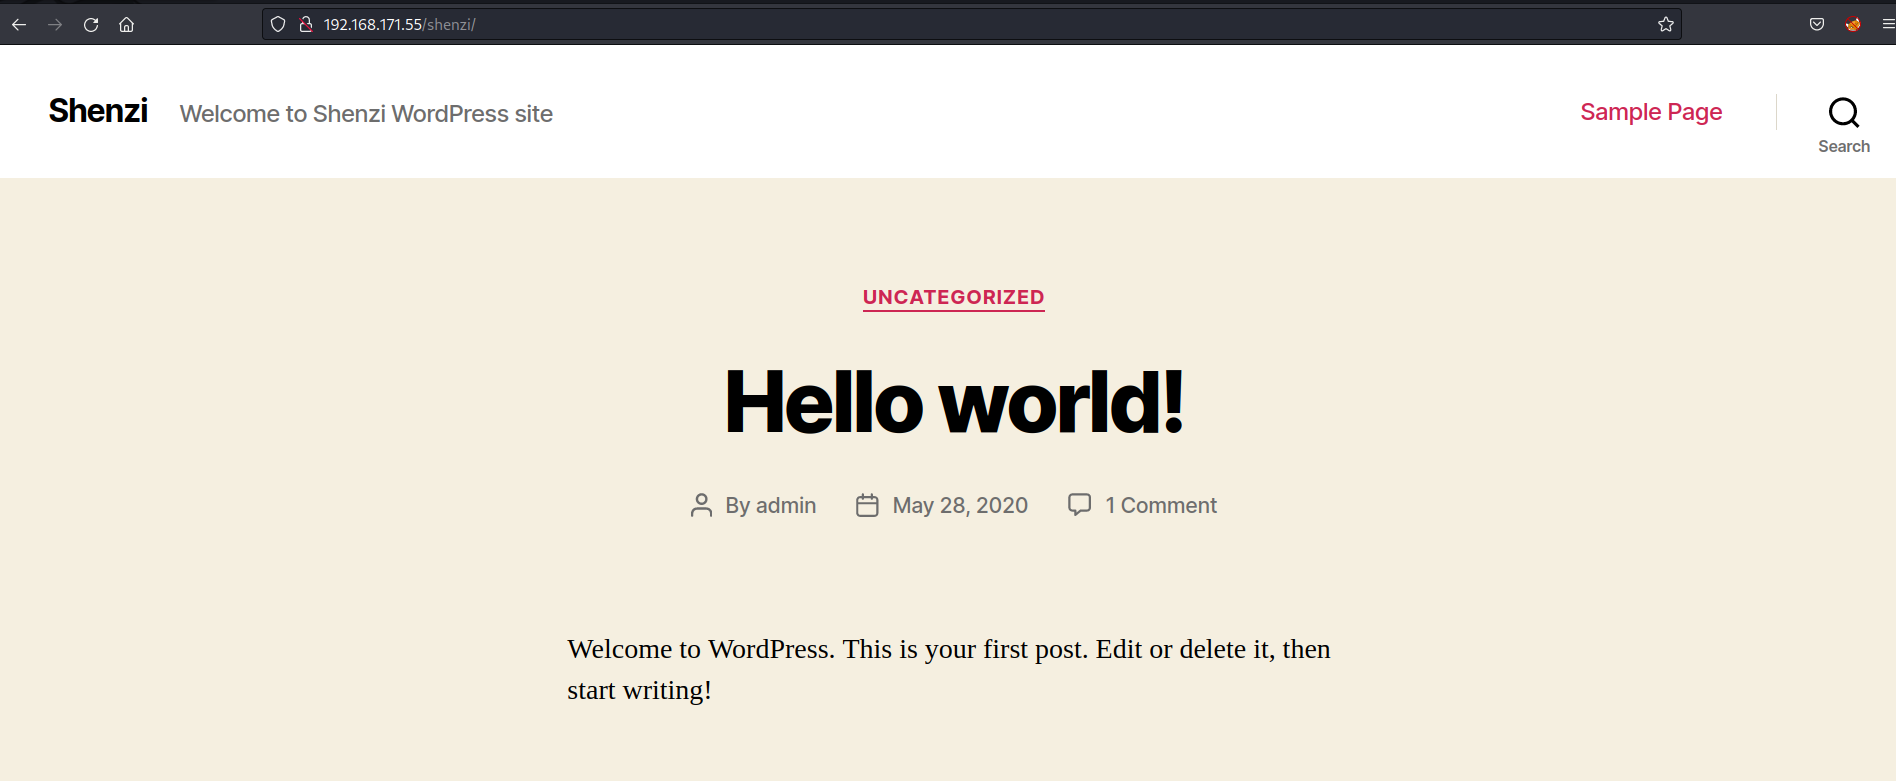 192.168.171.55/shenzi/
Shenzi Welcome to Shenzi WordPress site Sample Page
Search
UNCATEGORIZED
Hello world!
By admin May 28, 2020 1 Comment
Welcome to WordPress. This is your first post. Edit or delete it, then
start writing!